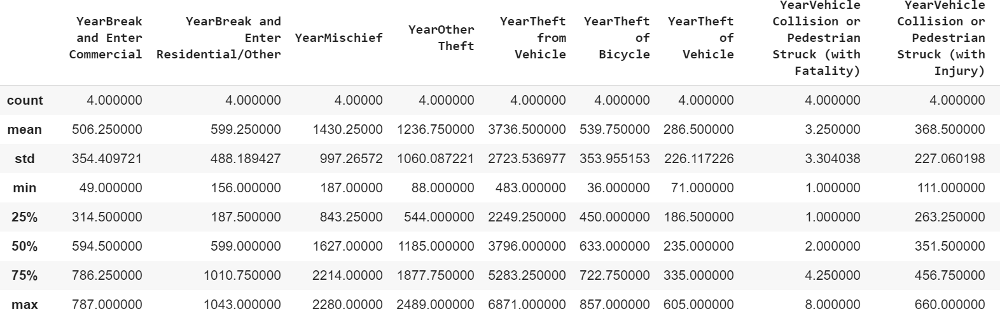 YearBreak and Enter Commercial YearBreak and Enter Residential/Other YearMischief YearOther Theft YearTheft from Vehicle YearTheft of Bicycle YearTheft of Vehicle YearVehicle Collision or Pedestrian Struck (with Fatality) YearVehicle Collision or Pedestrian Struck (with Injury)
count 4.000000 4.000000 4.00000 4.000000 4.000000 4.000000 4.000000 4.000000 4.000000
mean 506.250000 599.250000 1430.25000 1236.750000 3736.500000 539.750000 286.500000 3.250000 368.500000
std 354.409721 488.189427 997.26572 1060.087221 2723.536977 353.955153 226.117226 3.304038 227.060198
min 49.000000 156.000000 187.00000 88.000000 483.000000 36.000000 71.000000 1.000000 111.000000
25% 314.500000 187.500000 843.25000 544.000000 2249.250000 450.000000 186.500000 1.000000 263.250000
50% 594.500000 599.000000 1627.00000 1185.000000 3796.000000 633.000000 235.000000 2.000000 351.500000
75% 786.250000 1010.750000 2214.00000 1877.750000 5283.250000 722.750000 335.000000 4.250000 456.750000
max 787.000000 1043.000000 2280.00000 2489.000000 6871.000000 857.000000 605.000000 8.000000 660.000000